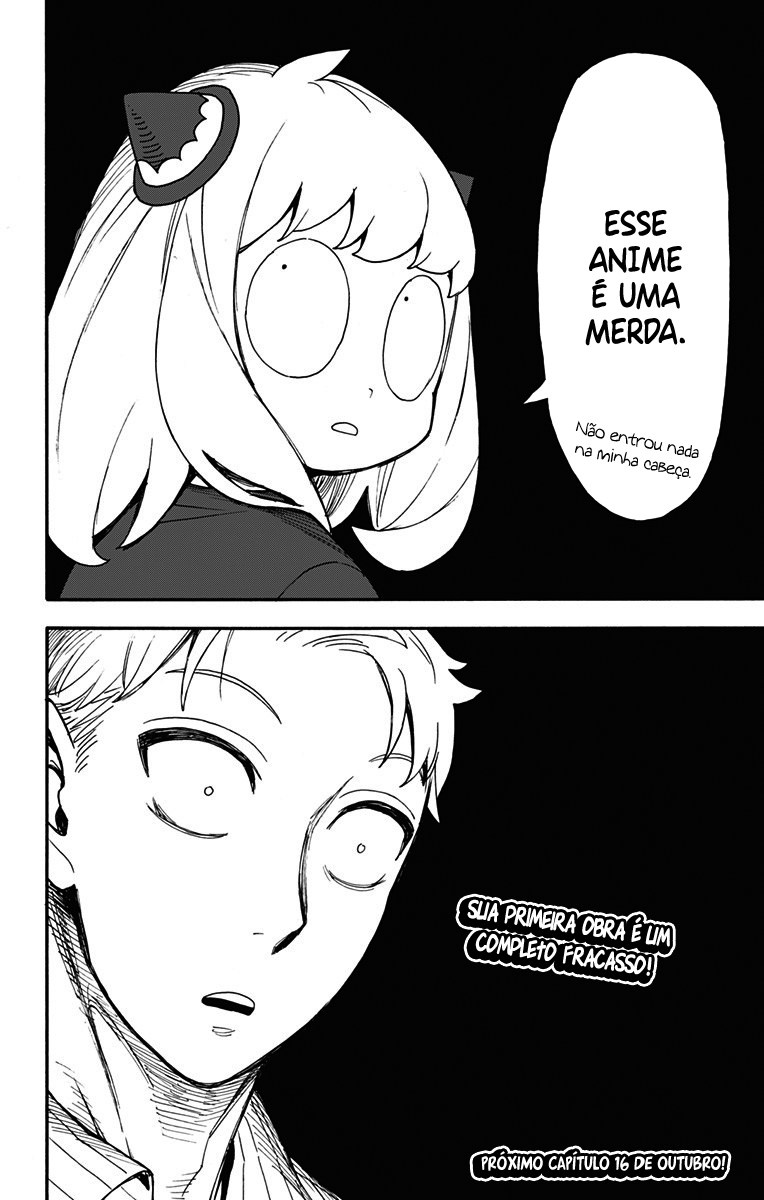 ESSE
ANIME
É UMA
MERDA.
Não entrou nada
na minha cabeça.
SUA PRIMEIRA OBRA É UM
COMPLETO FRACASSO!
PRÓXIMO CAPÍTULO 16 DE OUTUBRO!